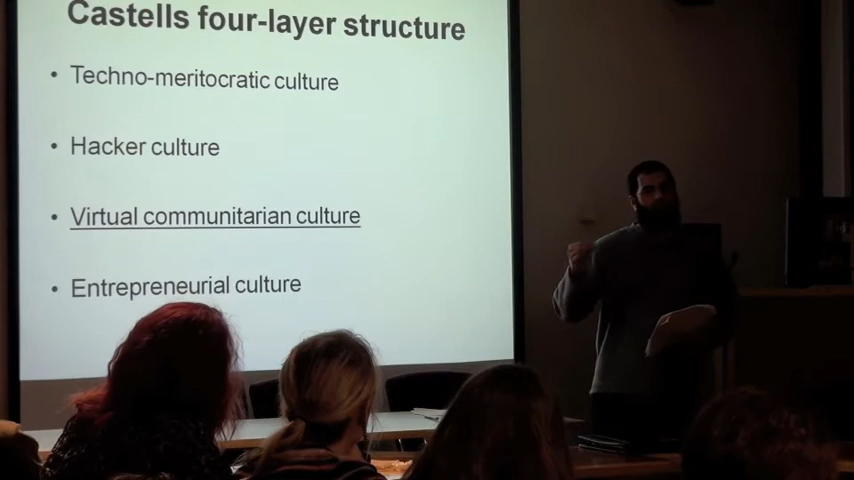 Castells four-layer structure
• Techno-meritocratic culture
• Hacker culture
• Virtual communitarian culture
• Entrepreneurial culture